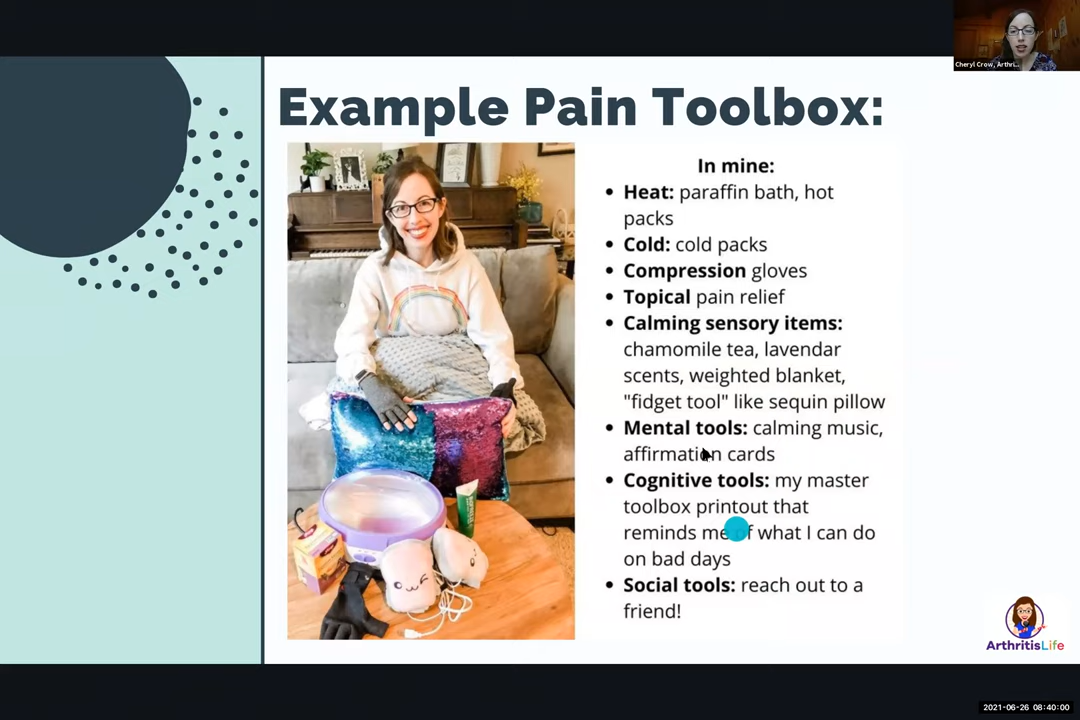 Cheryl Crow, Arthri...
Example Pain Toolbox:
In mine:
• Heat: paraffin bath, hot
packs
• Cold: cold packs
• Compression gloves
• Topical pain relief
• Calming sensory items:
chamomile tea, lavendar
scents, weighted blanket,
"fidget tool" like sequin pillow
• Mental tools: calming music,
affirmation cards
• Cognitive tools: my master
toolbox printout that
reminds me of what I can do
on bad days
• Social tools: reach out to a
friend!
ArthritisLife
2021-06-26 08:40:00